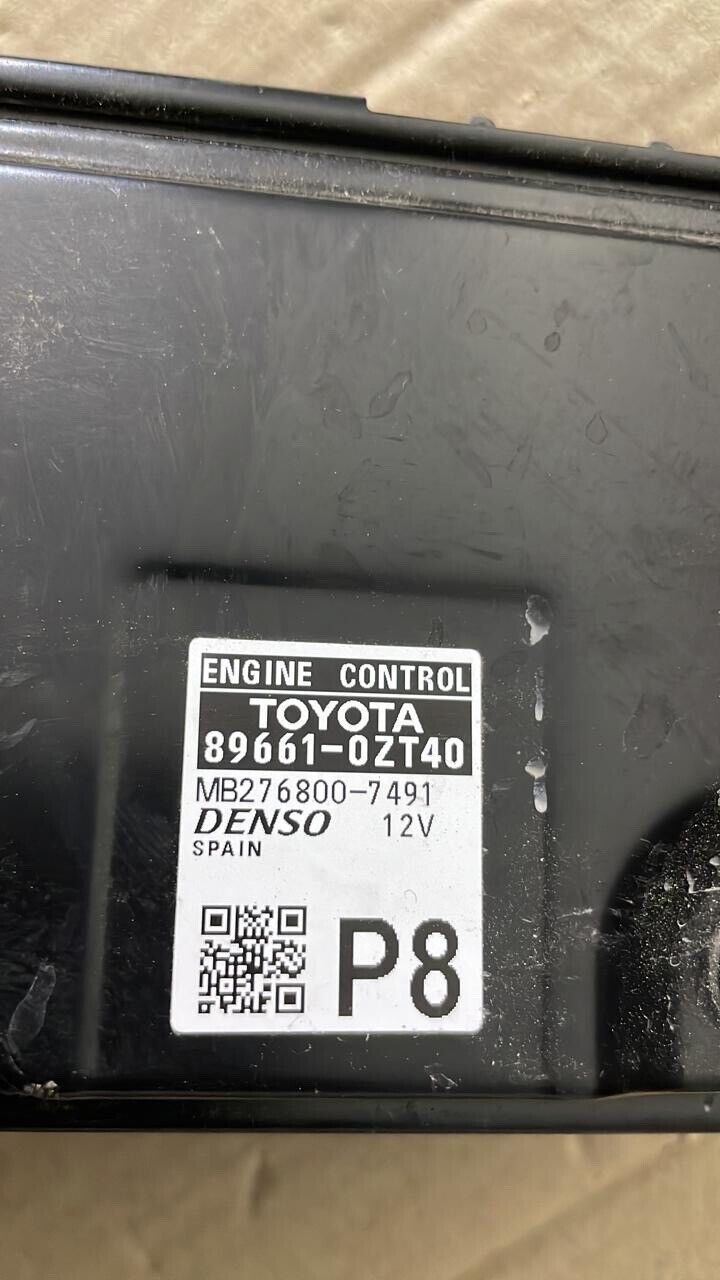 ENGINE CONTROL
TOYOTA
89661-0ZT40
MB276800-7491
DENSO 12V
SPAIN
P8